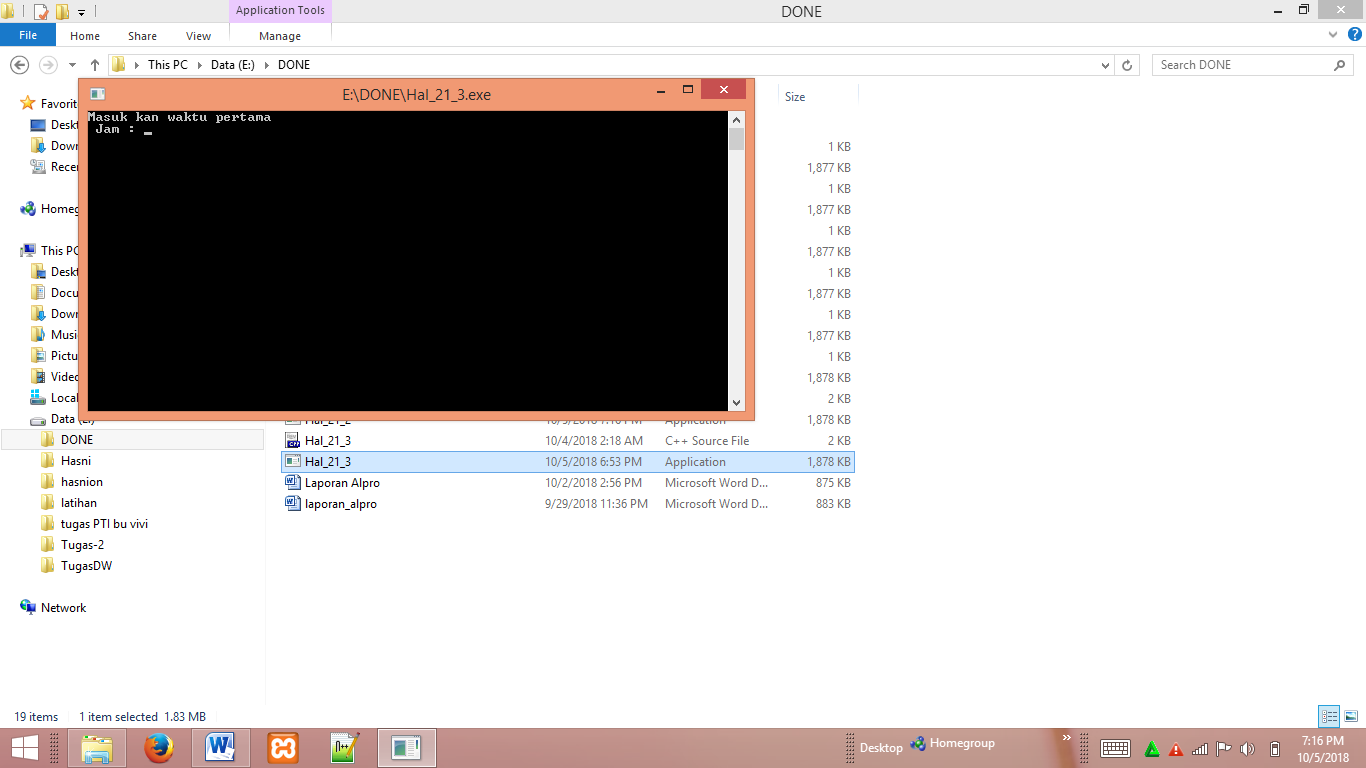 Application Tools
DONE
File
Home
Share
View
Manage
This PC
Data (E:)
DONE
Search DONE
E:\DONE\Hal_21_3.exe
Masuk kan waktu pertama
Jam : _
Size
1 KB
1,877 KB
1 KB
1,877 KB
1 KB
1,877 KB
1 KB
1,877 KB
1 KB
1,877 KB
1 KB
1,878 KB
2 KB
1,878 KB
Hal_21_3 10/4/2018 2:18 AM C++ Source File 2 KB
Hal_21_3 10/5/2018 6:53 PM Application 1,878 KB
Laporan Alpro 10/2/2018 2:56 PM Microsoft Word D... 875 KB
laporan_alpro 9/29/2018 11:36 PM Microsoft Word D... 883 KB
Favorit
Deskt
Down
Recen
Homeg
This PC
Deskt
Docu
Down
Music
Pictu
Video
Local
Data
DONE
Hasni
hasnion
latihan
tugas PTI bu vivi
Tugas-2
TugasDW
Network
19 items 1 item selected 1.83 MB
Desktop
Homegroup
7:16 PM
10/5/2018